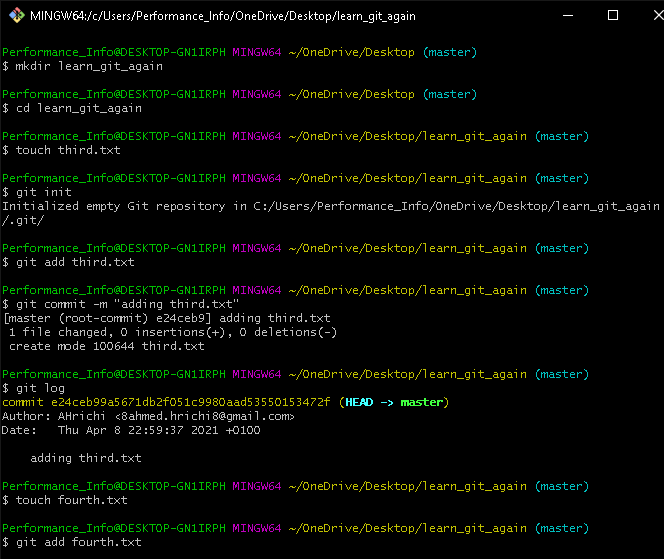 MINGW64:/c/Users/Performance_Info/OneDrive/Desktop/learn_git_again
Performance_Info@DESKTOP-GN1IRPH MINGW64 ~/OneDrive/Desktop (master)
$ mkdir learn_git_again
Performance_Info@DESKTOP-GN1IRPH MINGW64 ~/OneDrive/Desktop (master)
$ cd learn_git_again
Performance_Info@DESKTOP-GN1IRPH MINGW64 ~/OneDrive/Desktop/learn_git_again (master)
$ touch third.txt
Performance_Info@DESKTOP-GN1IRPH MINGW64 ~/OneDrive/Desktop/learn_git_again (master)
$ git init
Initialized empty Git repository in C:/Users/Performance_Info/OneDrive/Desktop/learn_git_again
/.git/
Performance_Info@DESKTOP-GN1IRPH MINGW64 ~/OneDrive/Desktop/learn_git_again (master)
$ git add third.txt
Performance_Info@DESKTOP-GN1IRPH MINGW64 ~/OneDrive/Desktop/learn_git_again (master)
$ git commit -m "adding third.txt"
[master (root-commit) e24ceb9] adding third.txt
 1 file changed, 0 insertions(+), 0 deletions(-)
 create mode 100644 third.txt
Performance_Info@DESKTOP-GN1IRPH MINGW64 ~/OneDrive/Desktop/learn_git_again (master)
$ git log
commit e24ceb99a5671db2f051c9980aad53550153472f (HEAD -> master)
Author: AHrichi <8ahmed.hrichi8@gmail.com>
Date:   Thu Apr 8 22:59:37 2021 +0100
    adding third.txt
Performance_Info@DESKTOP-GN1IRPH MINGW64 ~/OneDrive/Desktop/learn_git_again (master)
$ touch fourth.txt
Performance_Info@DESKTOP-GN1IRPH MINGW64 ~/OneDrive/Desktop/learn_git_again (master)
$ git add fourth.txt